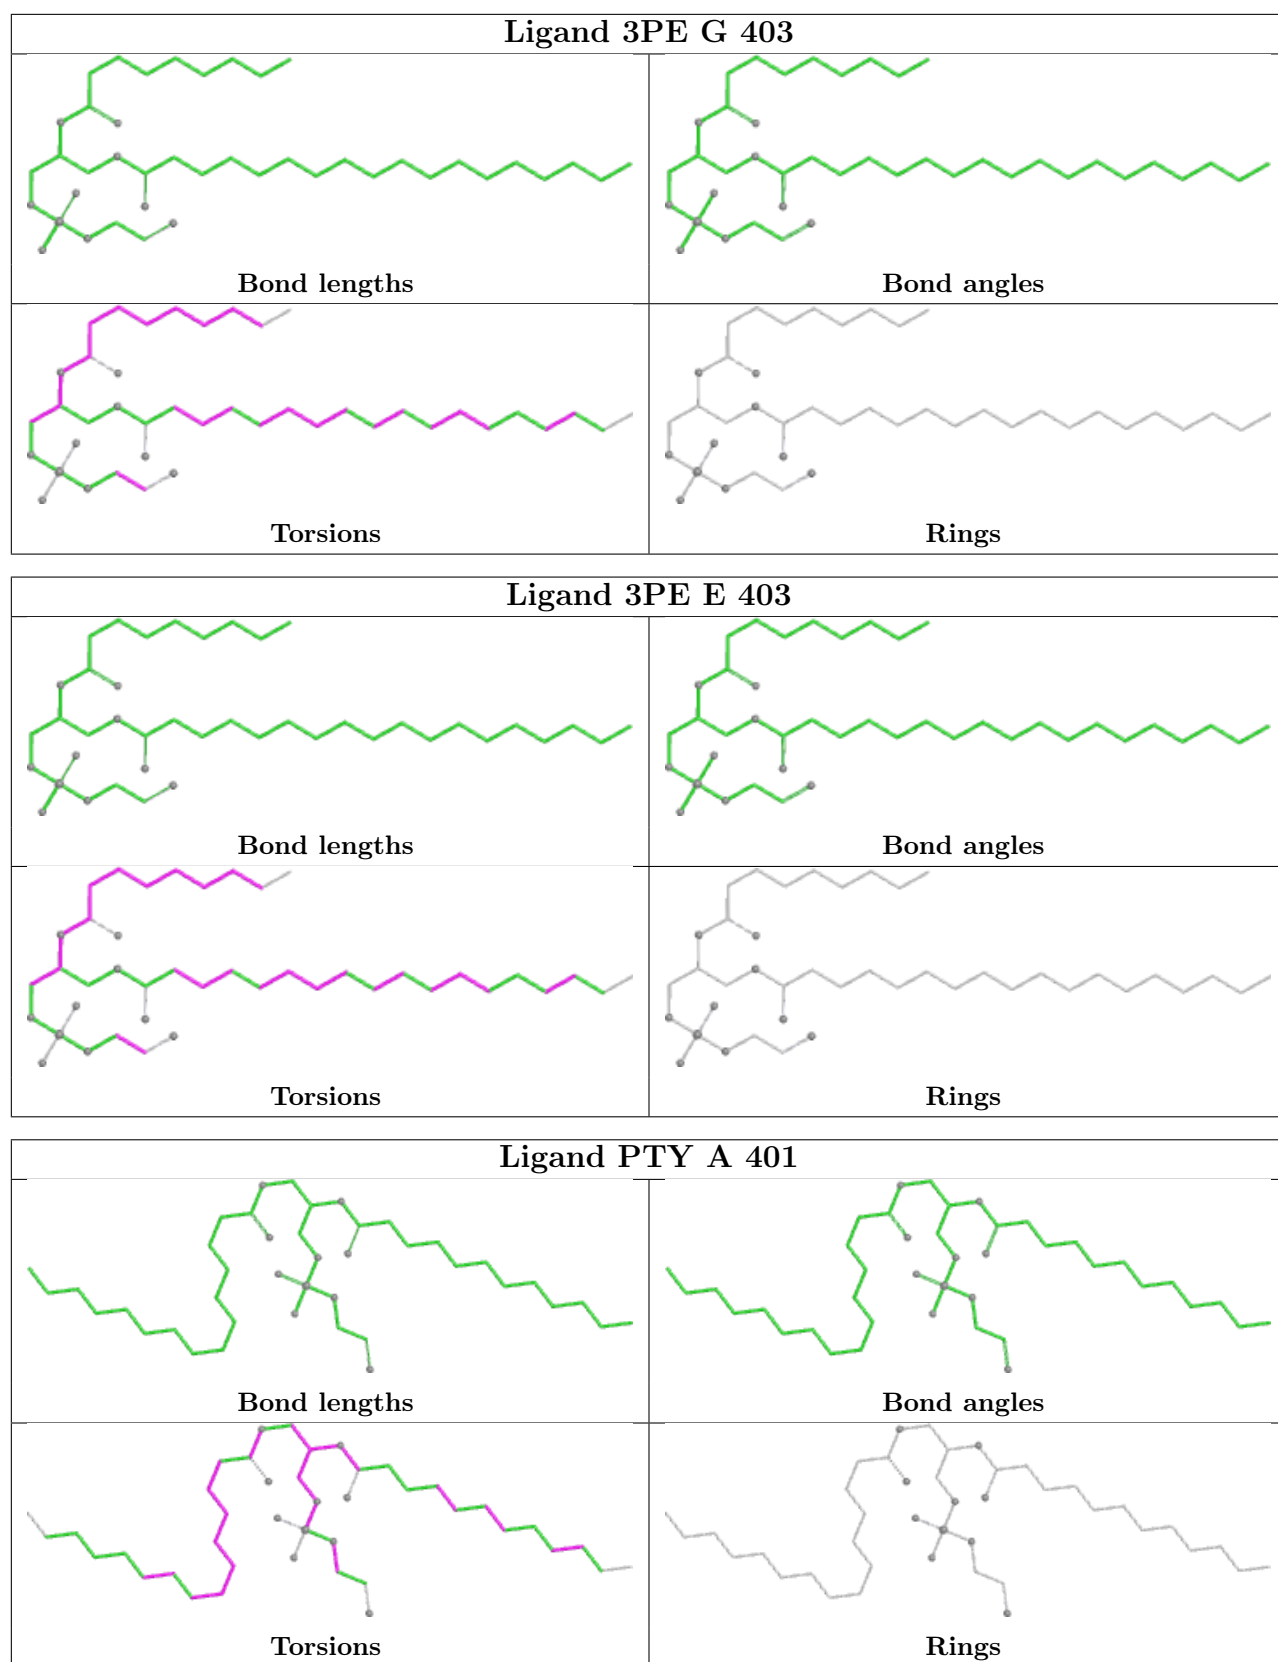 Ligand 3PE G 403
Bond lengths
Bond angles
Torsions
Rings
Ligand 3PE E 403
Bond lengths
Bond angles
Torsions
Rings
Ligand PTY A 401
Bond lengths
Bond angles
Torsions
Rings